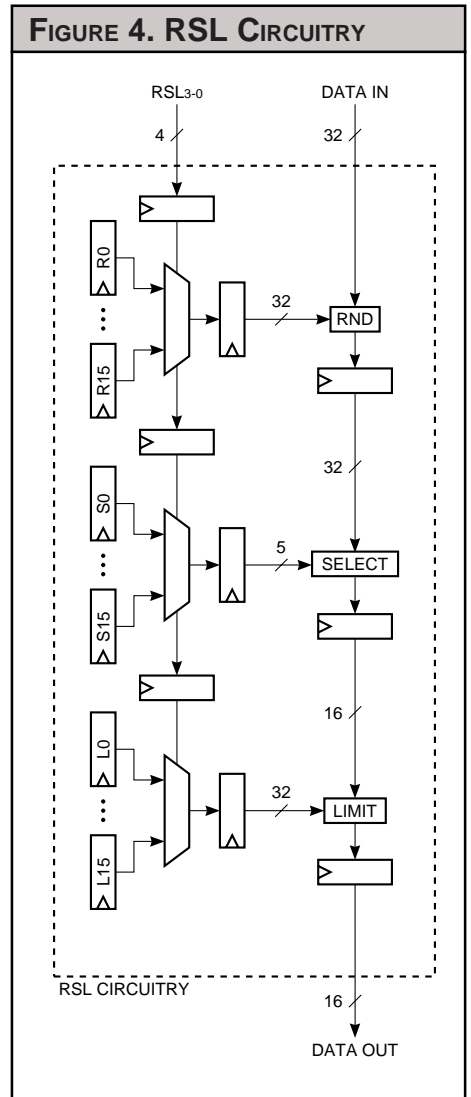 FIGURE 4. RSL CIRCUITRY
RSL3-0 DATA IN
4 32
R0
32
RND
R15
32
S0
5
SELECT
S15
16
L0
32
LIMIT
L15
RSL CIRCUITRY
16
DATA OUT